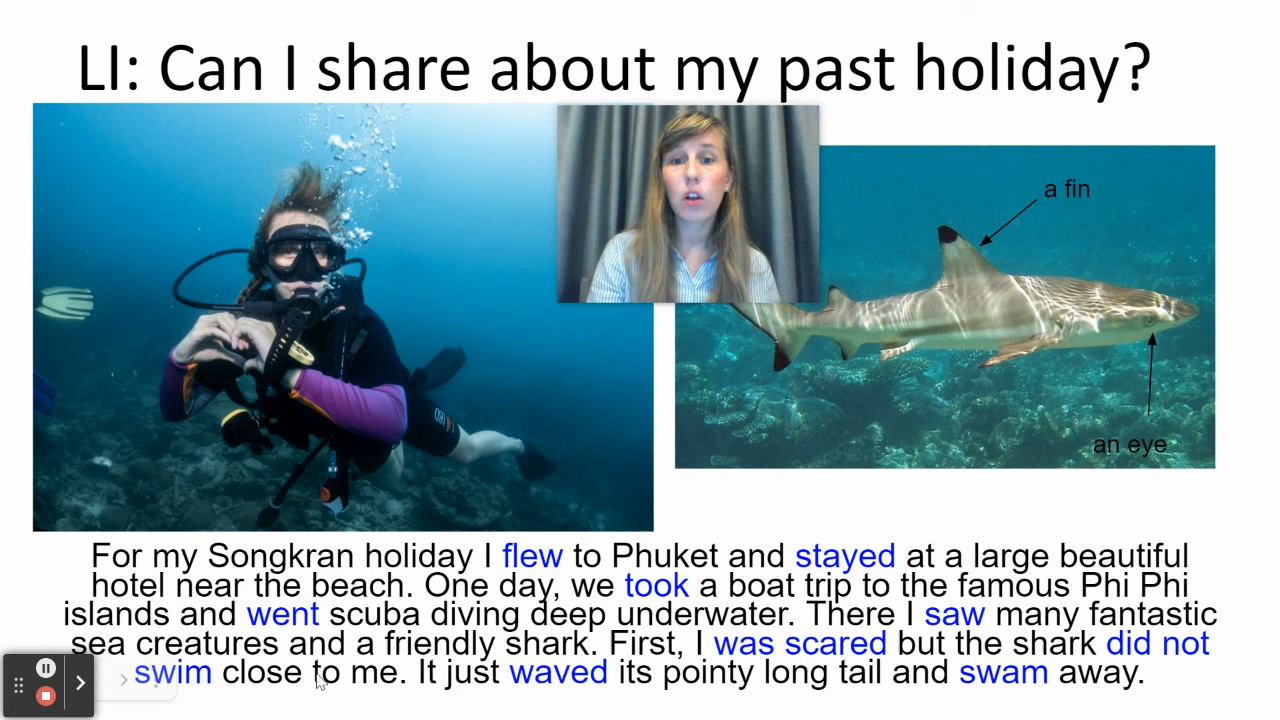 LI: Can I share about my past holiday?
a fin
an eye
For my Songkran holiday I flew to Phuket and stayed at a large beautiful
hotel near the beach. One day, we took a boat trip to the famous Phi Phi
islands and went scuba diving deep underwater. There I saw many fantastic
sea creatures and a friendly shark. First, I was scared but the shark did not
swim close to me. It just waved its pointy long tail and swam away.